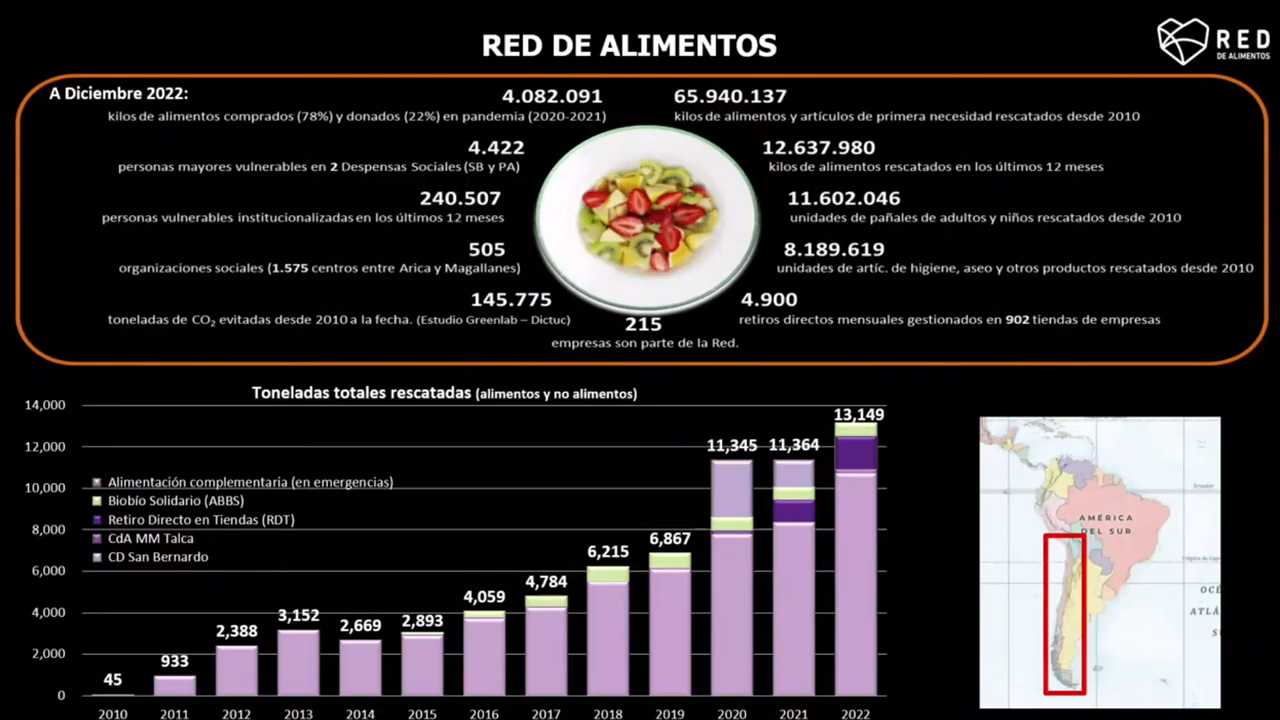 RED DE ALIMENTOS
RED
DE ALIMENTOS
A Diciembre 2022:
4.082.091
kilos de alimentos comprados (78%) y donados (22%) en pandemia (2020-2021)
4.422
personas mayores vulnerables en 2 Despensas Sociales (SB y PA)
240.507
personas vulnerables institucionalizadas en los últimos 12 meses
505
organizaciones sociales (1.575 centros entre Arica y Magallanes)
145.775
toneladas de CO₂ evitadas desde 2010 a la fecha. (Estudio Greenlab – Dictuc)
65.940.137
kilos de alimentos y artículos de primera necesidad rescatados desde 2010
12.637.980
kilos de alimentos rescatados en los últimos 12 meses
11.602.046
unidades de pañales de adultos y niños rescatados desde 2010
8.189.619
unidades de artíc. de higiene, aseo y otros productos rescatados desde 2010
4.900
retiros directos mensuales gestionados en 902 tiendas de empresas
215
empresas son parte de la Red.
Toneladas totales rescatadas (alimentos y no alimentos)
14,000
12,000
10,000
8,000
6,000
4,000
2,000
0
Alimentación complementaria (en emergencias)
Biobío Solidario (ABBS)
Retiro Directo en Tiendas (RDT)
CdA MM Talca
CD San Bernardo
45
933
2,388
3,152
2,669
2,893
4,059
4,784
6,215
6,867
11,345
11,364
13,149
2010
2011
2012
2013
2014
2015
2016
2017
2018
2019
2020
2021
2022
AMÉRICA
DEL SUR
Ecuador
OCÉ
ATLÁ
S